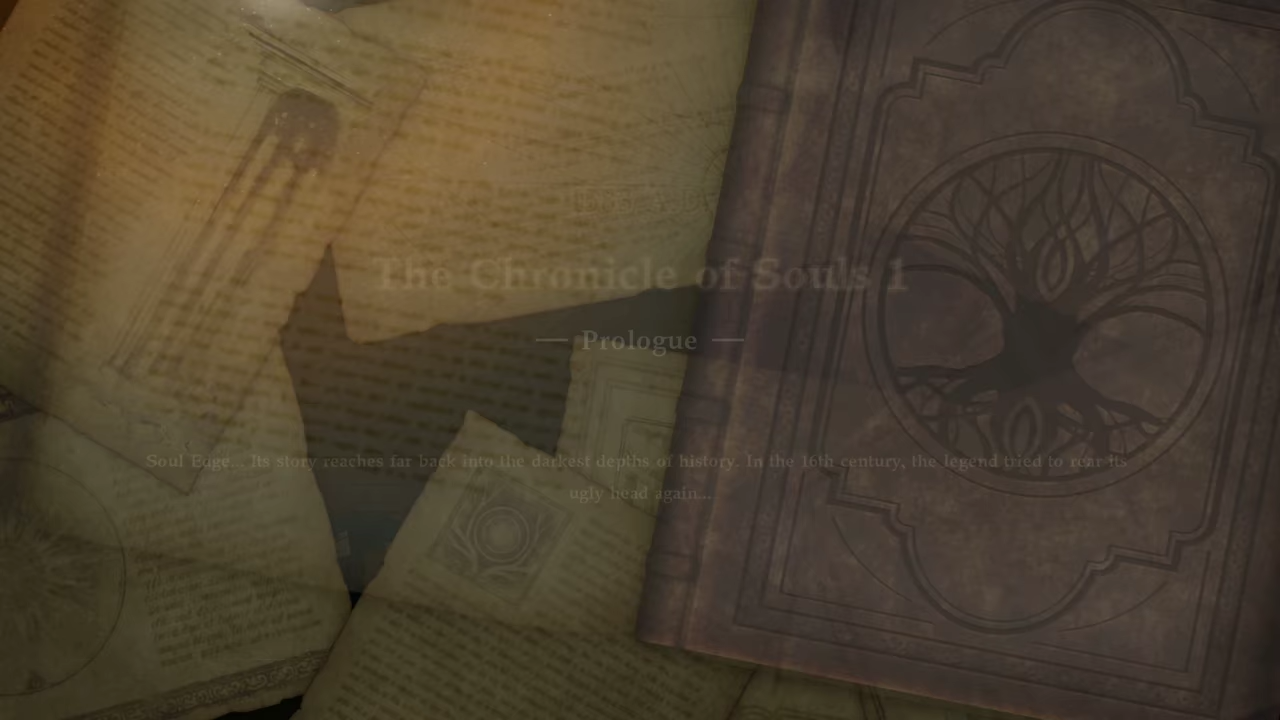 The Chronicle of Souls 1
— Prologue —
Soul Edge... Its story reaches far back into the darkest depths of history. In the 16th century, the legend tried to rear its
ugly head again...